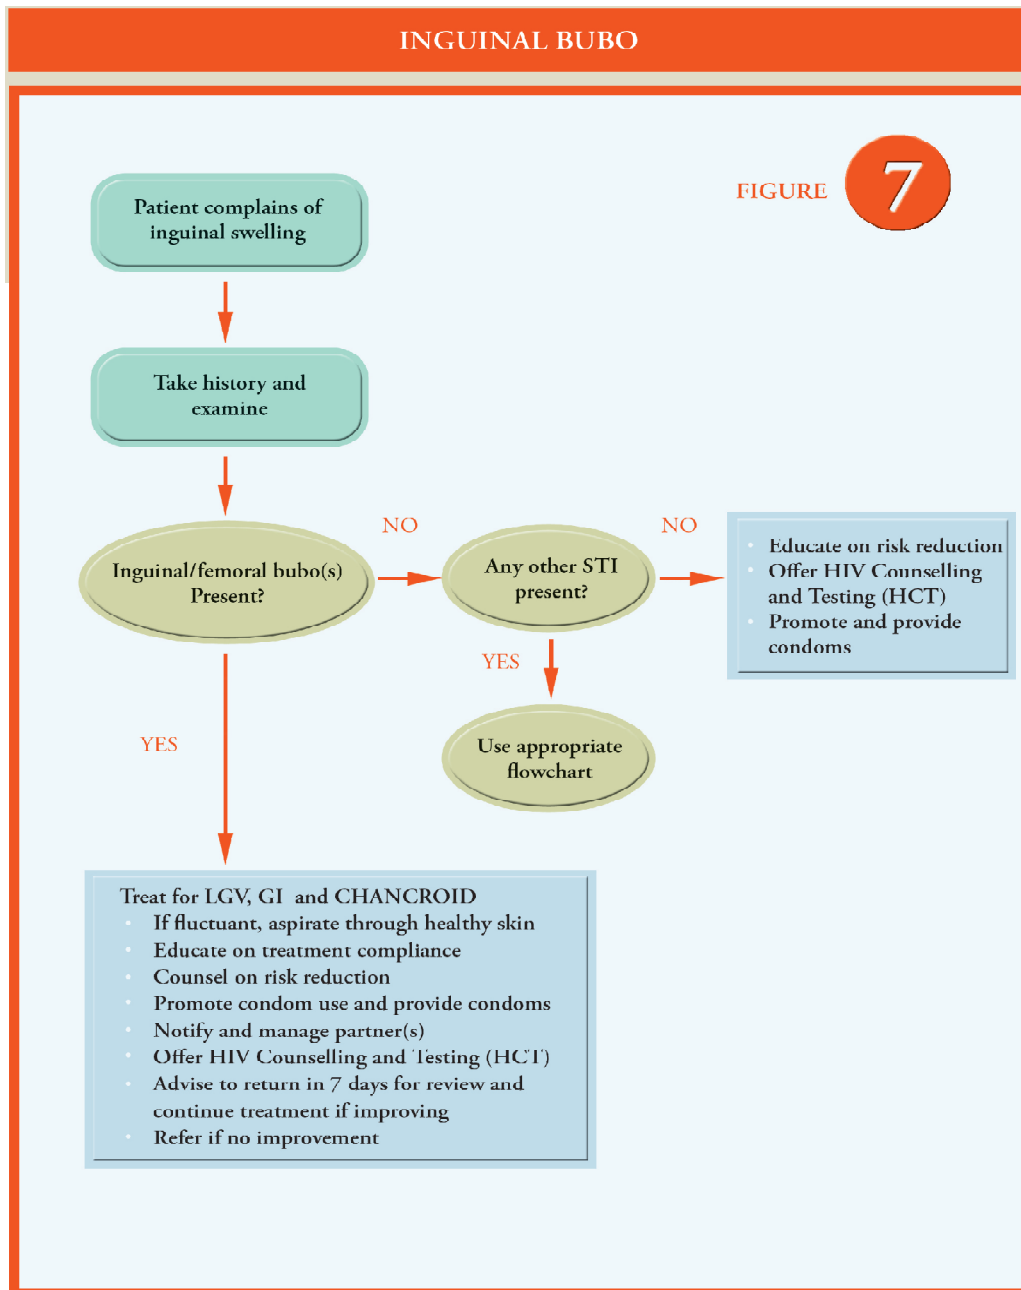 INGUINAL BUBO
FIGURE 7
Patient complains of
inguinal swelling
Take history and
examine
Inguinal/femoral bubo(s)
Present?
NO
Any other STI
present?
NO
• Educate on risk reduction
• Offer HIV Counselling
and Testing (HCT)
• Promote and provide
condoms
YES
Use appropriate
flowchart
YES
Treat for LGV, GI and CHANCROID
• If fluctuant, aspirate through healthy skin
• Educate on treatment compliance
• Counsel on risk reduction
• Promote condom use and provide condoms
• Notify and manage partner(s)
• Offer HIV Counselling and Testing (HCT)
• Advise to return in 7 days for review and
continue treatment if improving
• Refer if no improvement